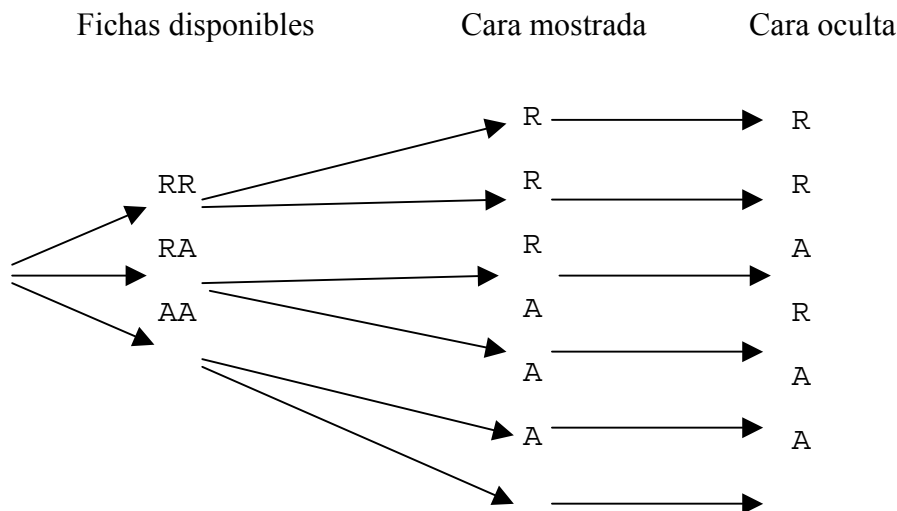 Fichas disponibles Cara mostrada Cara oculta
R R
RR R R
RA R A
AA A R
A A
A A